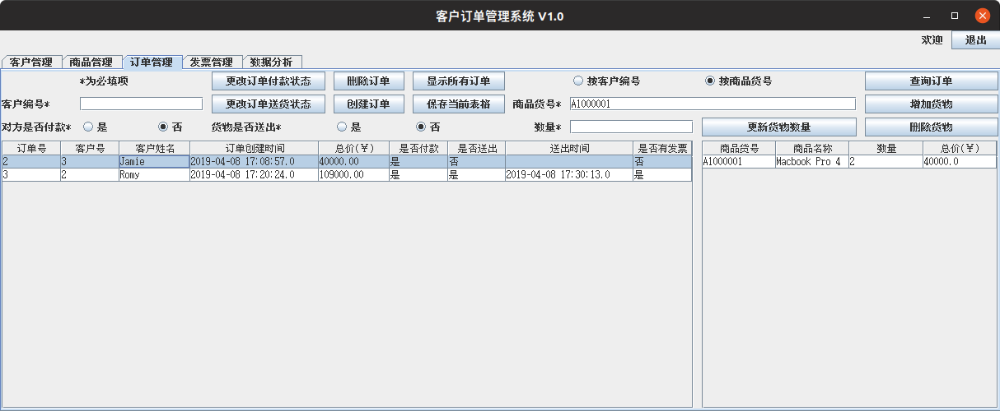 客户订单管理系统 V1.0
欢迎 退出
客户管理 商品管理 订单管理 发票管理 数据分析
*为必填项 更改订单付款状态 删除订单 显示所有订单 按客户编号 按商品货号 查询订单
客户编号* 更改订单送货状态 创建订单 保存当前表格 商品货号* A1000001 增加货物
对方是否付款* 是 否 货物是否送出* 是 否 数量* 更新货物数量 删除货物
订单号 客户号 客户姓名 订单创建时间 总价(¥) 是否付款 是否送出 送出时间 是否有发票 商品货号 商品名称 数量 总价(¥)
2 3 Jamie 2019-04-08 17:08:57.0 40000.00 是 否 否 A1000001 Macbook Pro 4 2 40000.0
3 2 Romy 2019-04-08 17:20:24.0 109000.00 是 是 2019-04-08 17:30:13.0 是